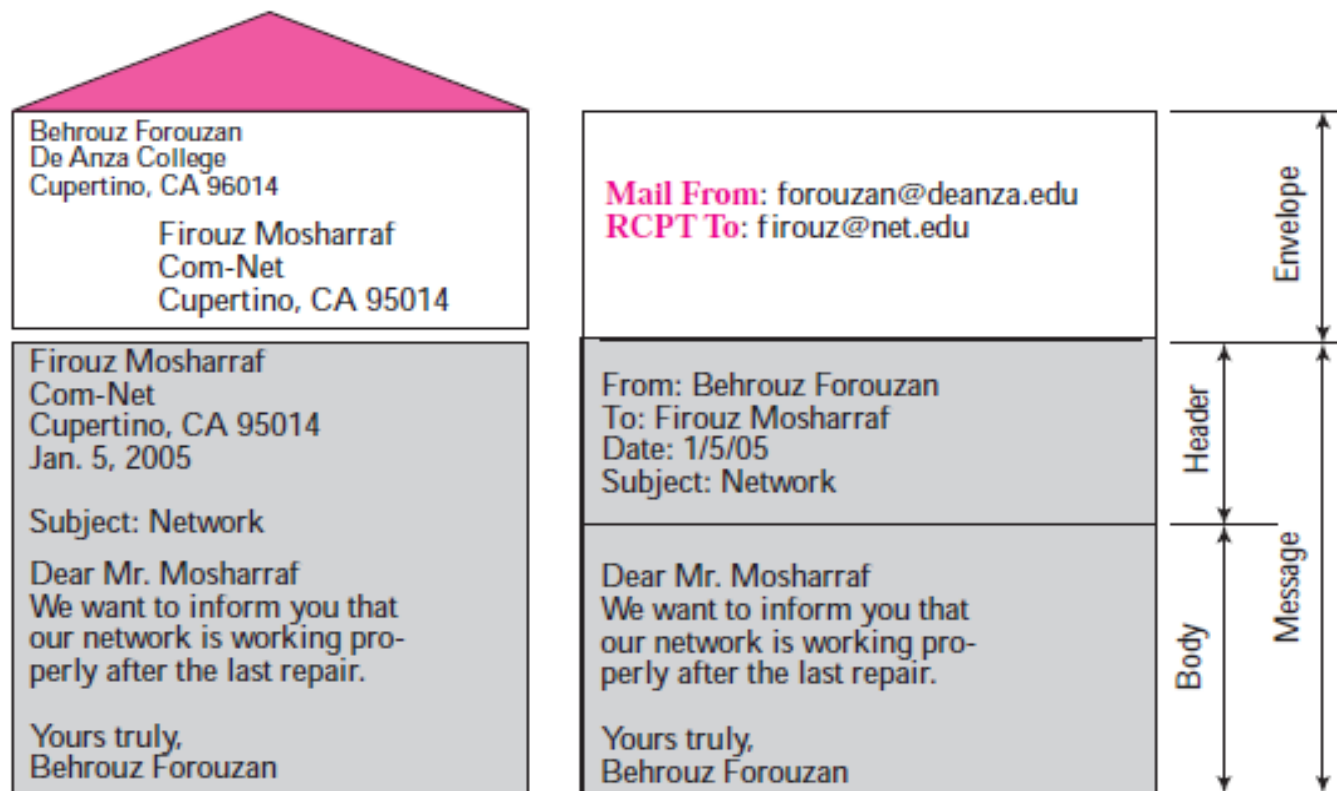 Behrouz Forouzan
De Anza College
Cupertino, CA 96014
Firouz Mosharraf
Com-Net
Cupertino, CA 95014
Firouz Mosharraf
Com-Net
Cupertino, CA 95014
Jan. 5, 2005
Subject: Network
Dear Mr. Mosharraf
We want to inform you that
our network is working pro-
perly after the last repair.
Yours truly,
Behrouz Forouzan
Mail From: forouzan@deanza.edu
RCPT To: firouz@net.edu
From: Behrouz Forouzan
To: Firouz Mosharraf
Date: 1/5/05
Subject: Network
Dear Mr. Mosharraf
We want to inform you that
our network is working pro-
perly after the last repair.
Yours truly,
Behrouz Forouzan
Envelope
Header
Body
Message